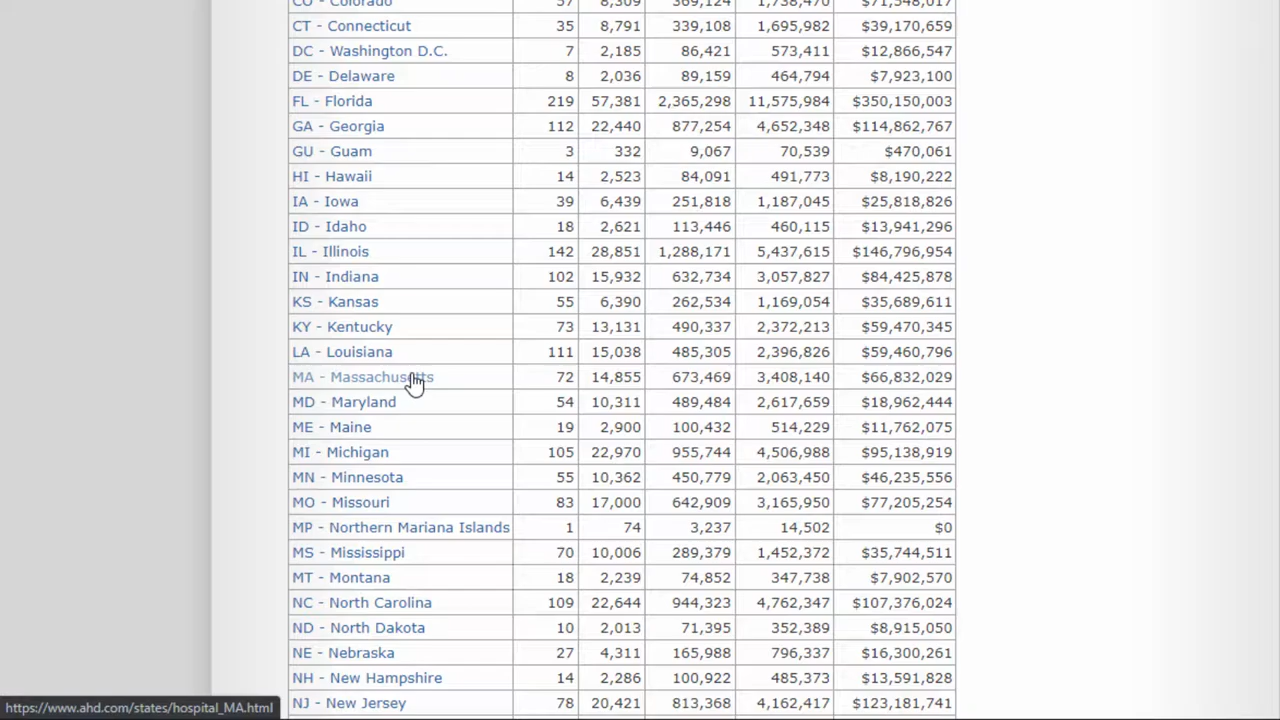 CO - Colorado 57 8,309 369,124 1,738,470 $71,548,017
CT - Connecticut 35 8,791 339,108 1,695,982 $39,170,659
DC - Washington D.C. 7 2,185 86,421 573,411 $12,866,547
DE - Delaware 8 2,036 89,159 464,794 $7,923,100
FL - Florida 219 57,381 2,365,298 11,575,984 $350,150,003
GA - Georgia 112 22,440 877,254 4,652,348 $114,862,767
GU - Guam 3 332 9,067 70,539 $470,061
HI - Hawaii 14 2,523 84,091 491,773 $8,190,222
IA - Iowa 39 6,439 251,818 1,187,045 $25,818,826
ID - Idaho 18 2,621 113,446 460,115 $13,941,296
IL - Illinois 142 28,851 1,288,171 5,437,615 $146,796,954
IN - Indiana 102 15,932 632,734 3,057,827 $84,425,878
KS - Kansas 55 6,390 262,534 1,169,054 $35,689,611
KY - Kentucky 73 13,131 490,337 2,372,213 $59,470,345
LA - Louisiana 111 15,038 485,305 2,396,826 $59,460,796
MA - Massachusetts 72 14,855 673,469 3,408,140 $66,832,029
MD - Maryland 54 10,311 489,484 2,617,659 $18,962,444
ME - Maine 19 2,900 100,432 514,229 $11,762,075
MI - Michigan 105 22,970 955,744 4,506,988 $95,138,919
MN - Minnesota 55 10,362 450,779 2,063,450 $46,235,556
MO - Missouri 83 17,000 642,909 3,165,950 $77,205,254
MP - Northern Mariana Islands 1 74 3,237 14,502 $0
MS - Mississippi 70 10,006 289,379 1,452,372 $35,744,511
MT - Montana 18 2,239 74,852 347,738 $7,902,570
NC - North Carolina 109 22,644 944,323 4,762,347 $107,376,024
ND - North Dakota 10 2,013 71,395 352,389 $8,915,050
NE - Nebraska 27 4,311 165,988 796,337 $16,300,261
NH - New Hampshire 14 2,286 100,922 485,373 $13,591,828
NJ - New Jersey 78 20,421 813,368 4,162,417 $123,181,741
https://www.ahd.com/states/hospital_MA.html